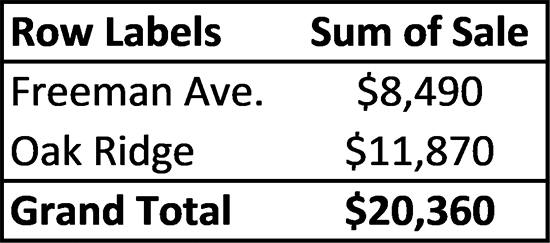 Row Labels Sum of Sale
Freeman Ave. $8,490
Oak Ridge $11,870
Grand Total $20,360